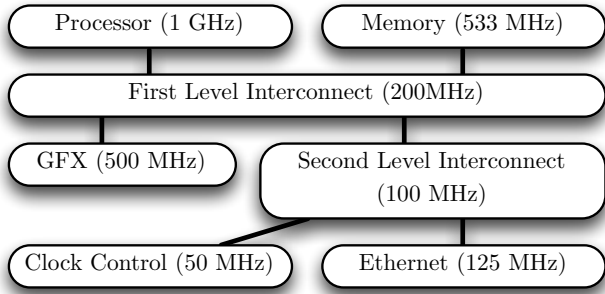 Processor (1 GHz)
Memory (533 MHz)
First Level Interconnect (200MHz)
GFX (500 MHz)
Second Level Interconnect
(100 MHz)
Clock Control (50 MHz)
Ethernet (125 MHz)